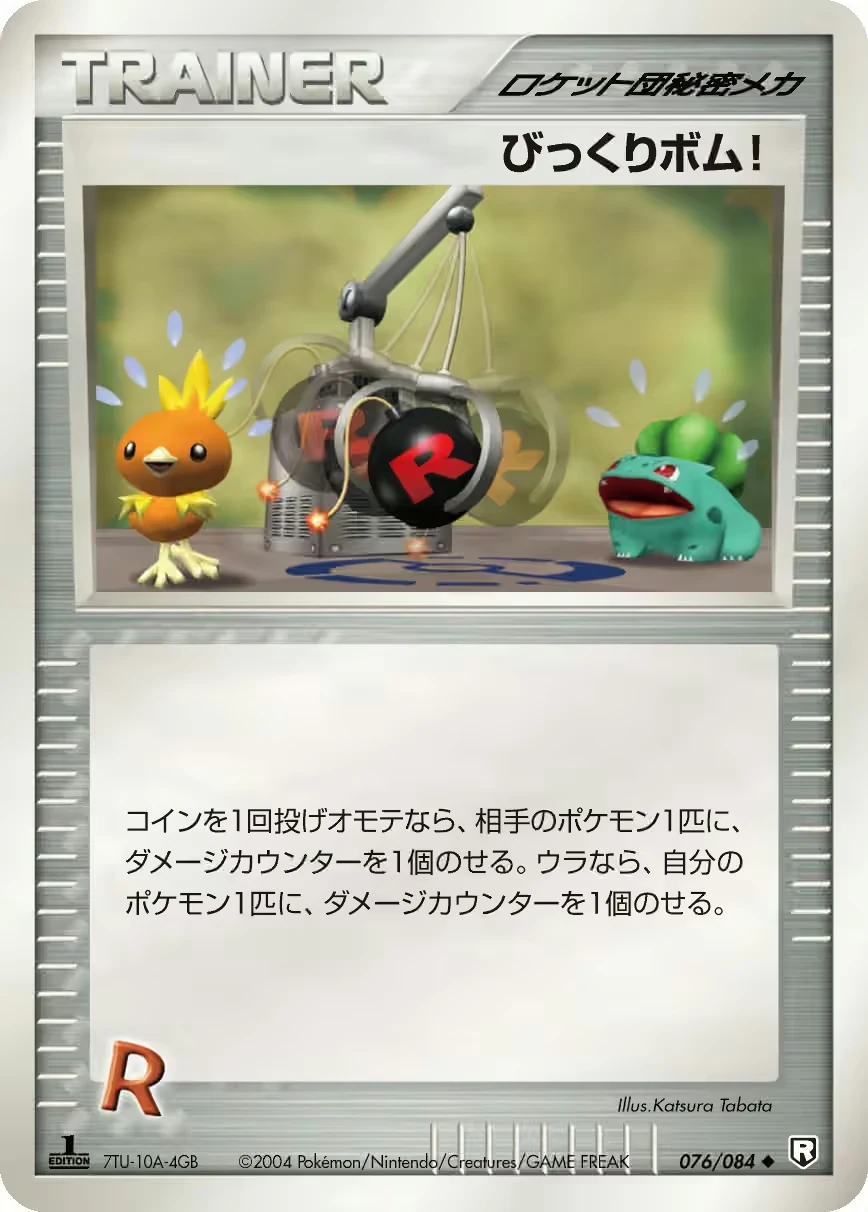 TRAINER
ロケット団秘密メカ
びっくりボム!
R
コインを1回投げオモテなら、相手のポケモン1匹に、
ダメージカウンターを1個のせる。ウラなら、自分の
ポケモン1匹に、ダメージカウンターを1個のせる。
R
Illus.Katsura Tabata
1
EDITION
7TU-10A-4GB
©2004 Pokémon/Nintendo/Creatures/GAME FREAK
076/084
R